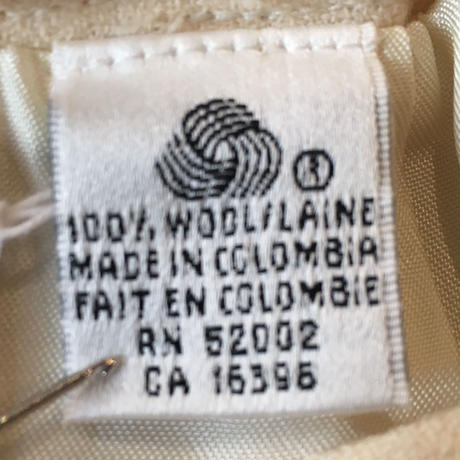 ®
100% WOOL/LAINE
MADE IN COLOMBIA
FAIT EN COLOMBIE
RN 52002
CA 16396